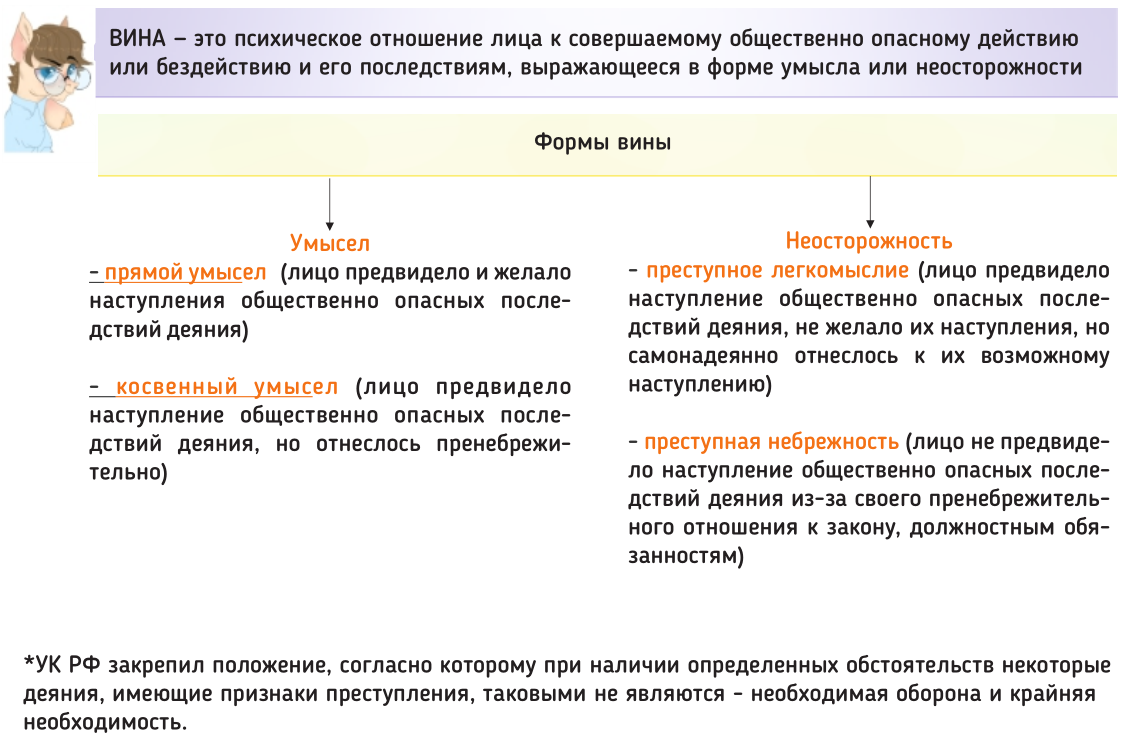 ВИНА – это психическое отношение лица к совершаемому общественно опасному действию
или бездействию и его последствиям, выражающееся в форме умысла или неосторожности
Формы вины
Умысел
- прямой умысел (лицо предвидело и желало
наступления общественно опасных после-
дствий деяния)
- косвенный умысел (лицо предвидело
наступление общественно опасных после-
дствий деяния, но отнеслось пренебрежи-
тельно)
Неосторожность
- преступное легкомыслие (лицо предвидело
наступление общественно опасных после-
дствий деяния, не желало их наступления, но
самонадеянно отнеслось к их возможному
наступлению)
- преступная небрежность (лицо не предвиде-
ло наступление общественно опасных после-
дствий деяния из-за своего пренебрежитель-
ного отношения к закону, должностным обя-
занностям)
*УК РФ закрепил положение, согласно которому при наличии определенных обстоятельств некоторые
деяния, имеющие признаки преступления, таковыми не являются - необходимая оборона и крайняя
необходимость.